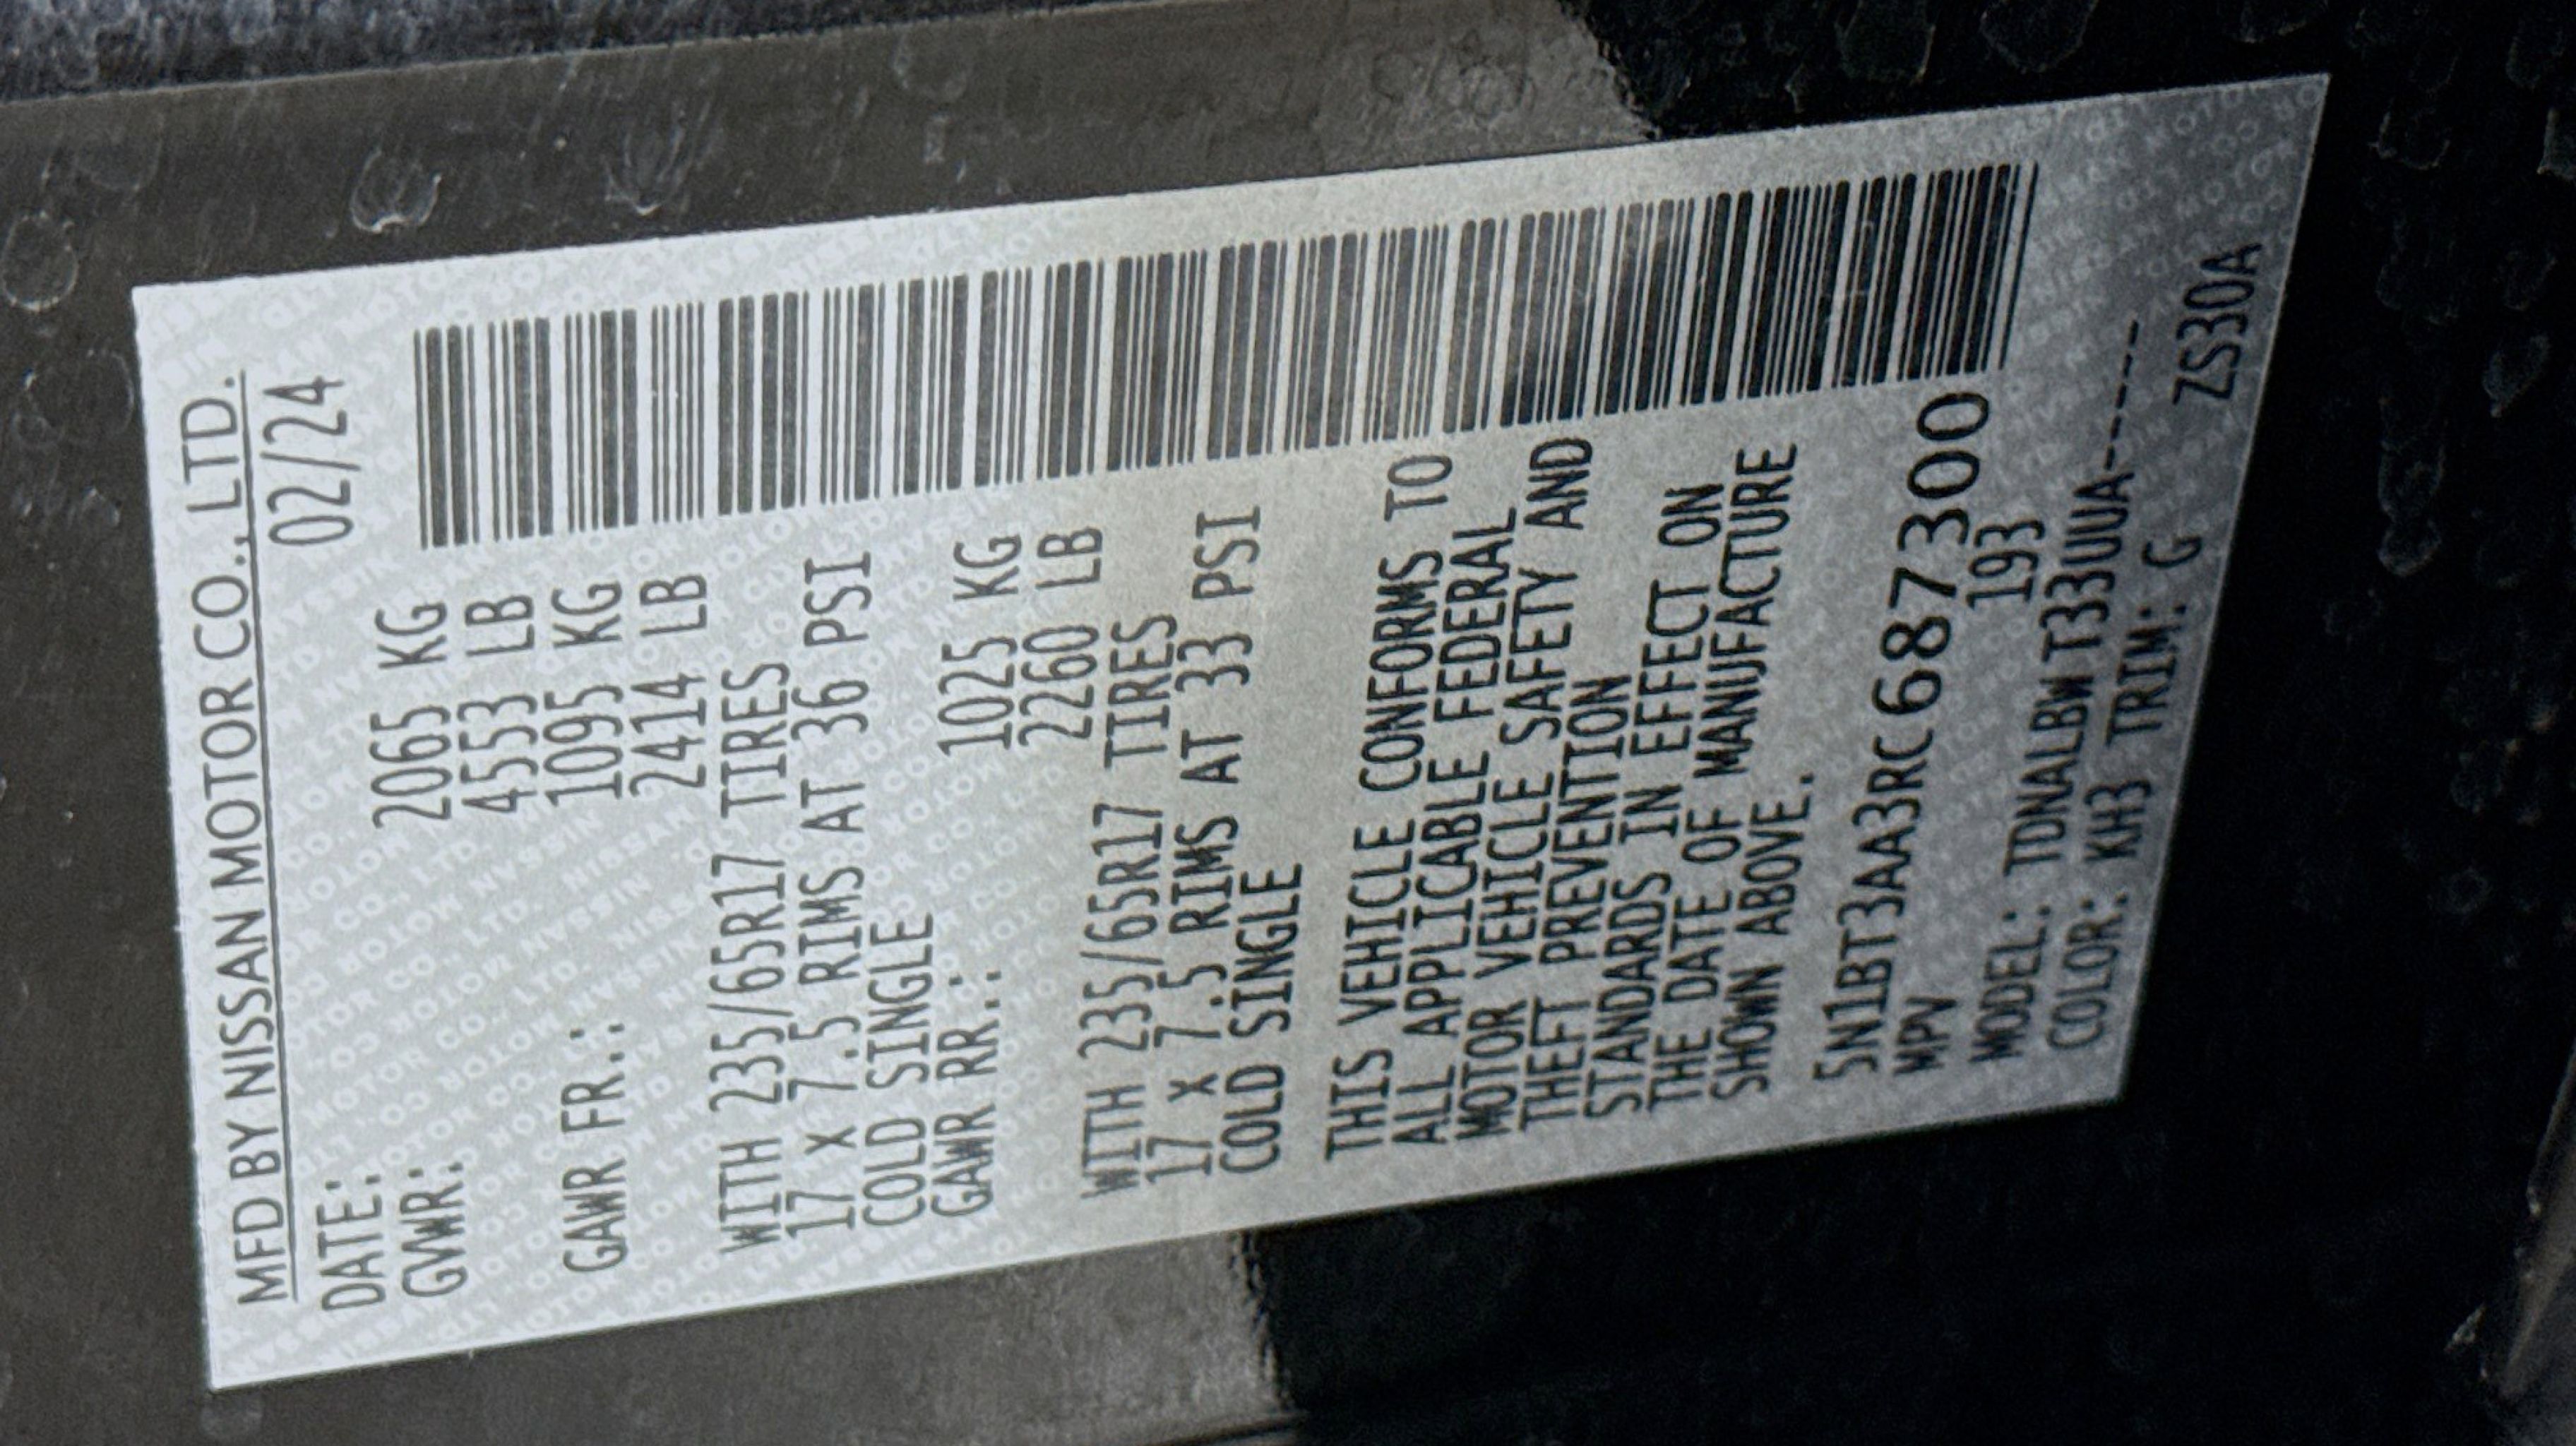 MFD BY NISSAN MOTOR CO., LTD.
DATE: 02/24
GVWR: 2065 KG
4553 LB
GAWR FR.: 1095 KG
2414 LB
WITH 235/65R17 TIRES
17 X 7.5 RIMS AT 36 PSI
COLD SINGLE
GAWR RR.: 1025 KG
2260 LB
WITH 235/65R17 TIRES
17 X 7.5 RIMS AT 33 PSI
COLD SINGLE
THIS VEHICLE CONFORMS TO
ALL APPLICABLE FEDERAL
MOTOR VEHICLE SAFETY AND
THEFT PREVENTION
STANDARDS IN EFFECT ON
THE DATE OF MANUFACTURE
SHOWN ABOVE.
5N1BT3AA3RC687300
MPV 193
MODEL: TDNALBW T33UUA------
COLOR: KH3 TRIM: G ZS30A